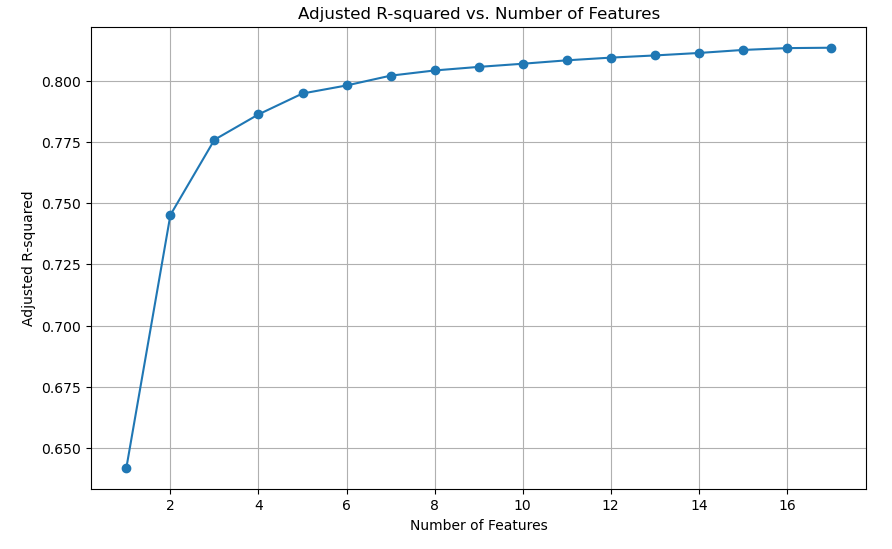 Adjusted R-squared vs. Number of Features
0.800
0.775
0.750
0.725
0.700
0.675
0.650
Adjusted R-squared
2 4 6 8 10 12 14 16
Number of Features